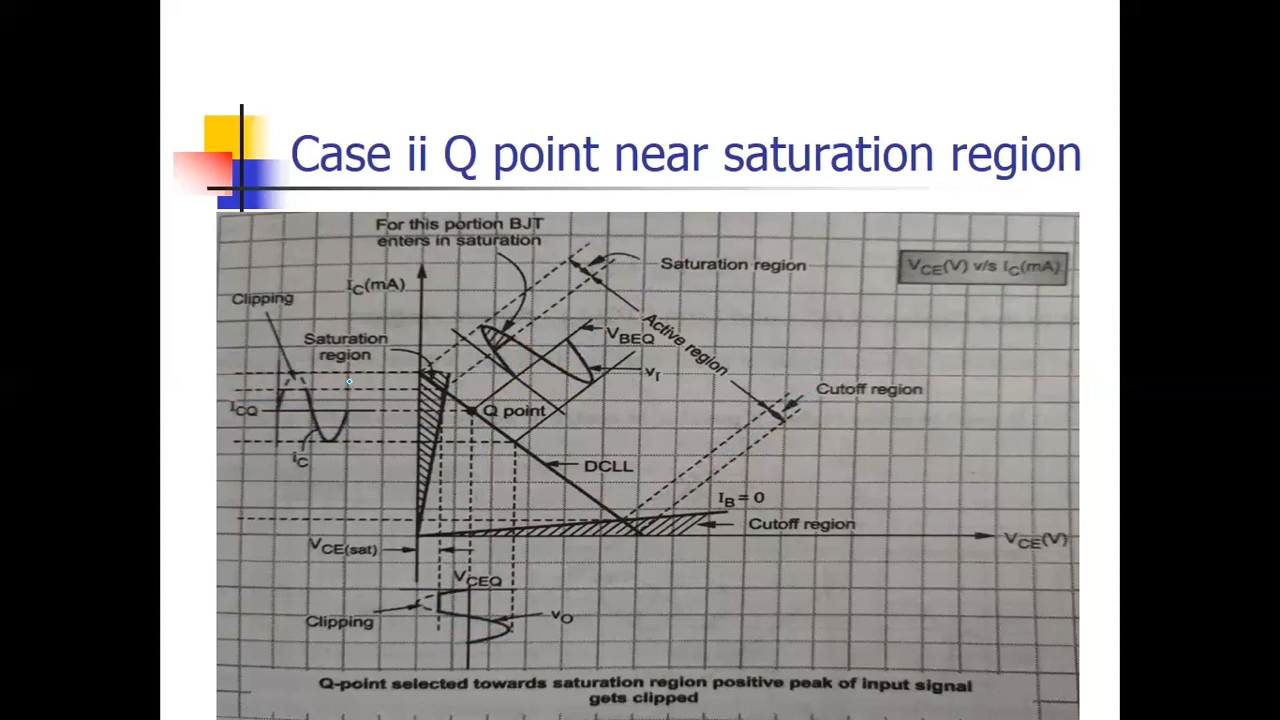 Case ii Q point near saturation region
For this portion BJT
enters in saturation
Saturation region
V_CE(V) v/s I_C(mA)
I_C(mA)
Clipping
Saturation
region
Active region
V_BEQ
v_I
Cutoff region
I_CQ
Q point
i_C
DCLL
I_B = 0
Cutoff region
V_CE(sat)
V_CE(V)
V_CEQ
Clipping
v_O
Q-point selected towards saturation region positive peak of input signal
gets clipped